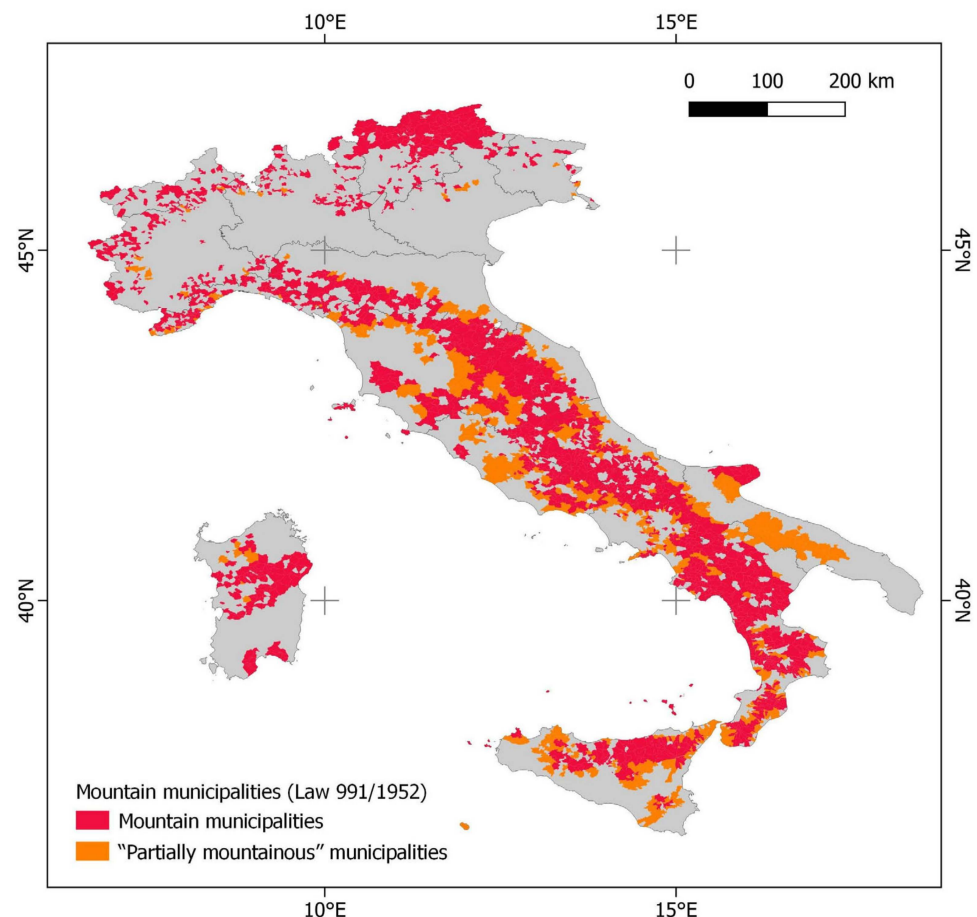 10°E 15°E
0 100 200 km
45°N 45°N
40°N 40°N
Mountain municipalities (Law 991/1952)
Mountain municipalities
“Partially mountainous” municipalities
10°E 15°E